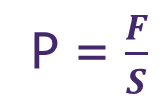 P = F/S